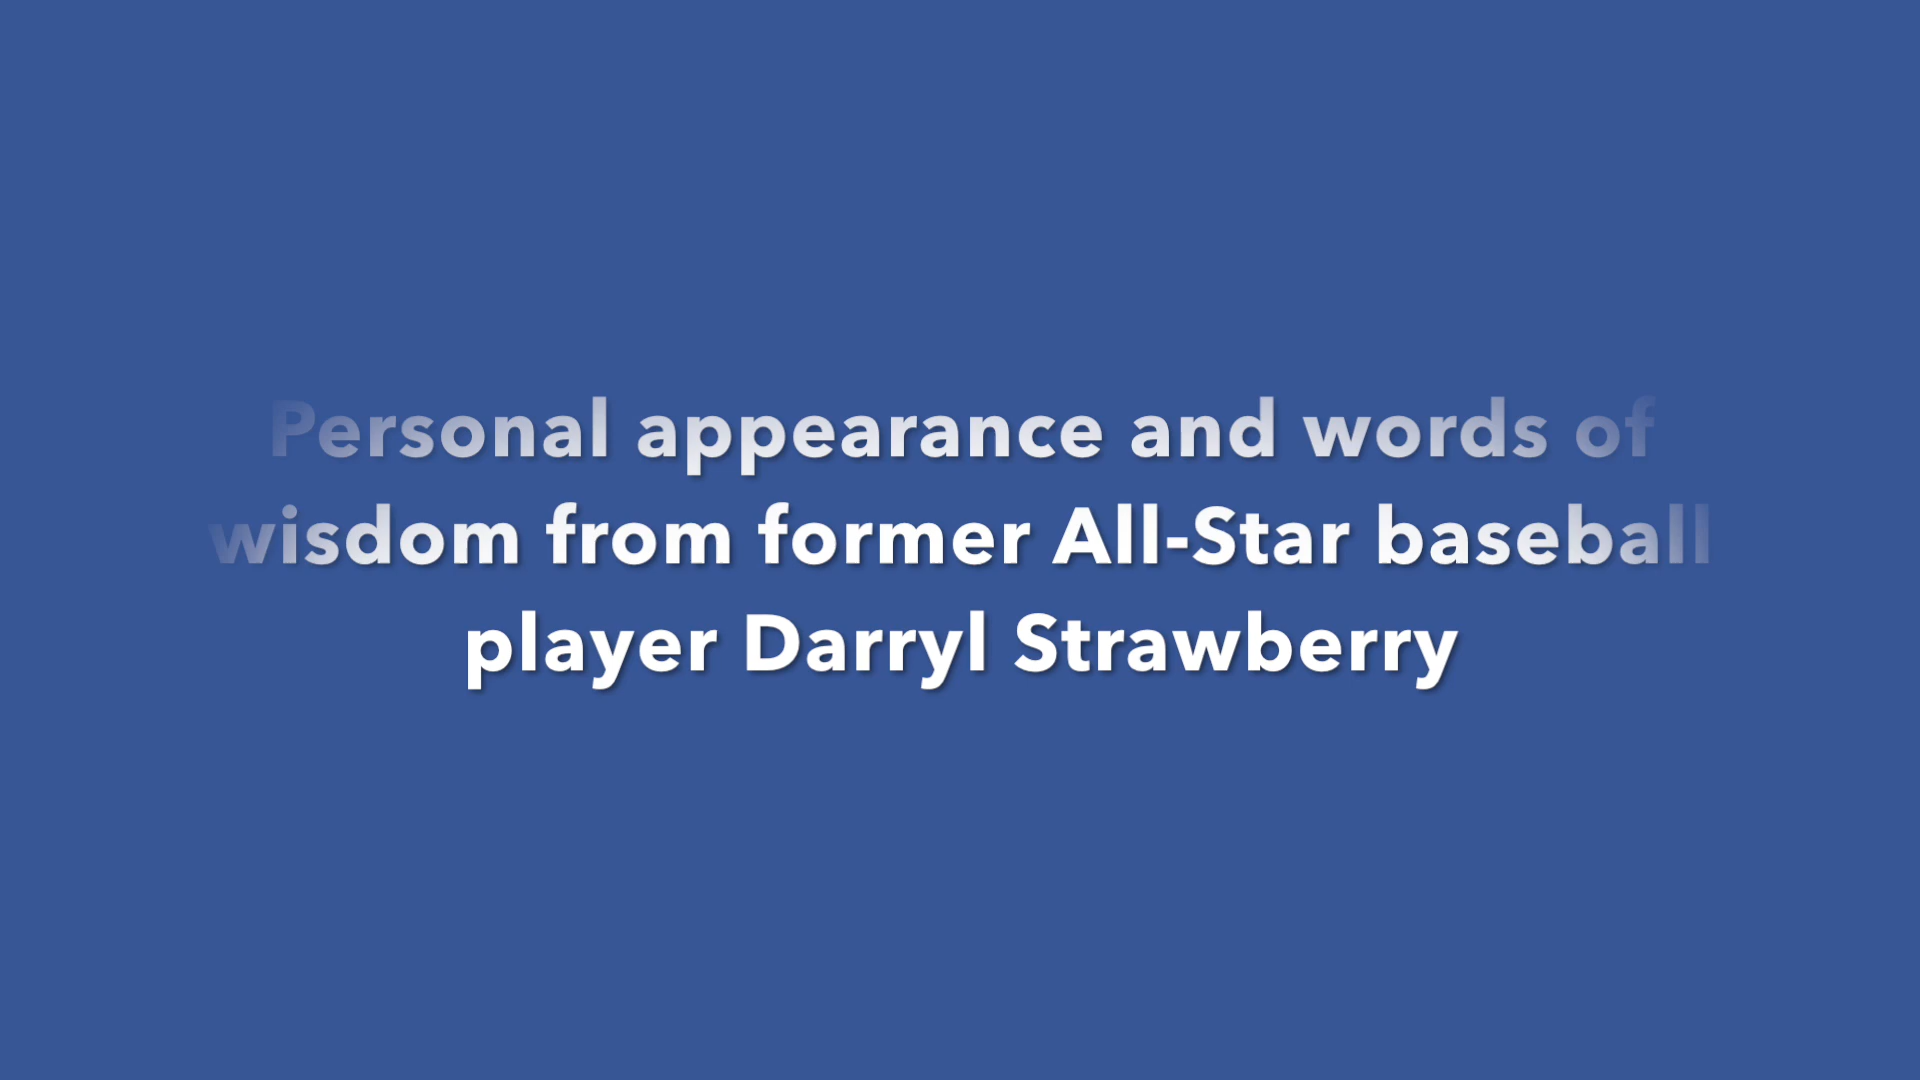 Personal appearance and words of
wisdom from former All-Star baseball
player Darryl Strawberry